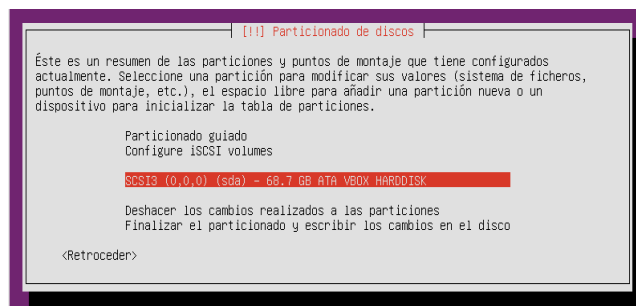 [!!] Particionado de discos
Éste es un resumen de las particiones y puntos de montaje que tiene configurados
actualmente. Seleccione una partición para modificar sus valores (sistema de ficheros,
puntos de montaje, etc.), el espacio libre para añadir una partición nueva o un
dispositivo para inicializar la tabla de particiones.
Particionado guiado
Configure iSCSI volumes
SCSI3 (0,0,0) (sda) - 68.7 GB ATA VBOX HARDDISK
Deshacer los cambios realizados a las particiones
Finalizar el particionado y escribir los cambios en el disco
<Retroceder>